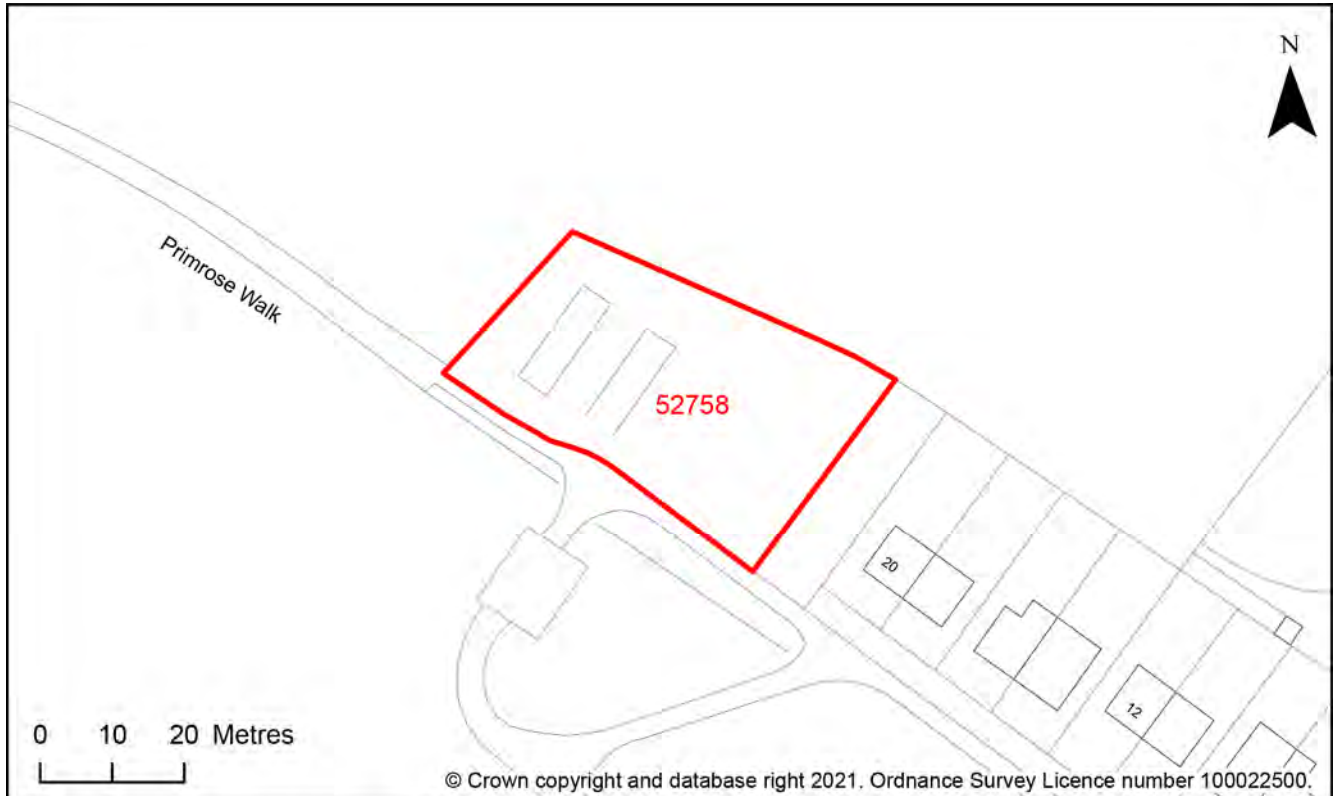 N
Primrose Walk
52758
20
12
0 10 20 Metres
© Crown copyright and database right 2021. Ordnance Survey Licence number 100022500.